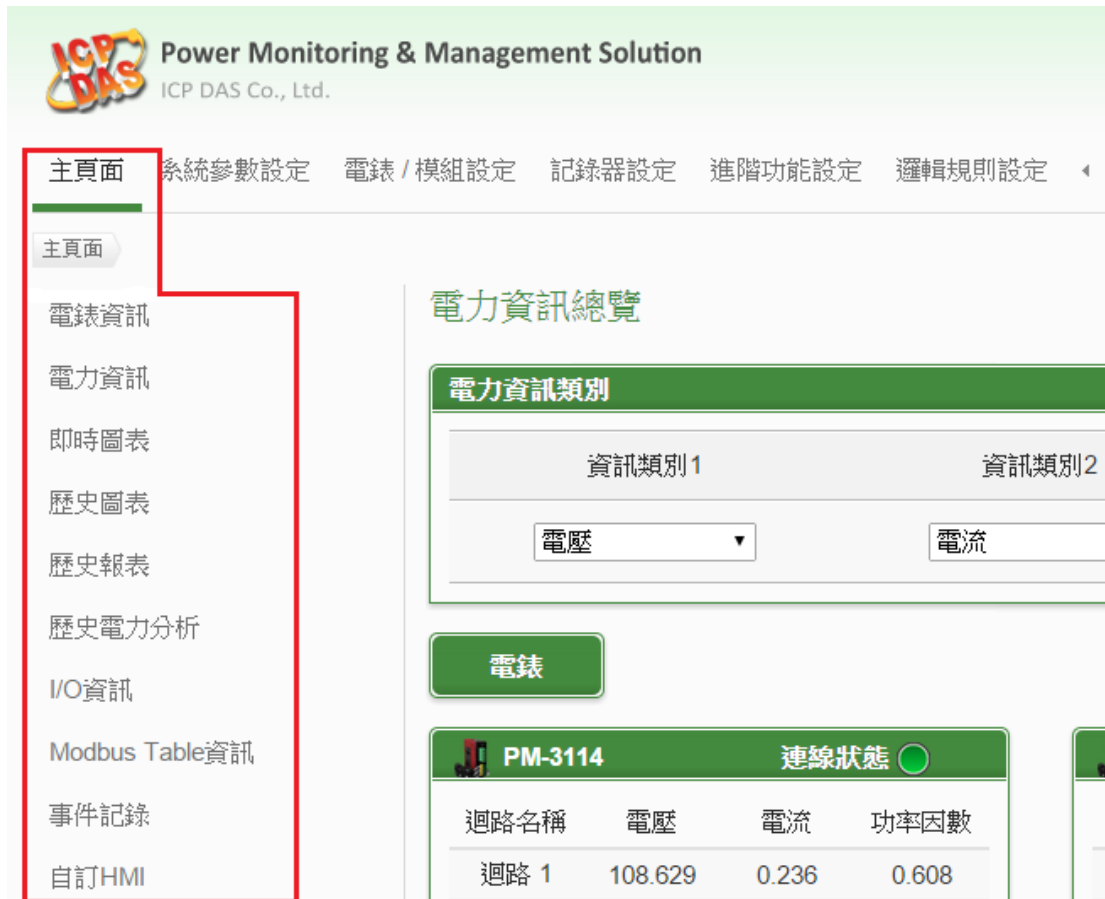 ICP DAS
Power Monitoring & Management Solution
ICP DAS Co., Ltd.
主頁面 系統參數設定 電錶 / 模組設定 記錄器設定 進階功能設定 邏輯規則設定
主頁面
電錶資訊
電力資訊
即時圖表
歷史圖表
歷史報表
歷史電力分析
I/O資訊
Modbus Table資訊
事件記錄
自訂HMI
電力資訊總覽
電力資訊類別
資訊類別1 資訊類別2
電壓 電流
電錶
PM-3114 連線狀態
迴路名稱 電壓 電流 功率因數
迴路 1 108.629 0.236 0.608